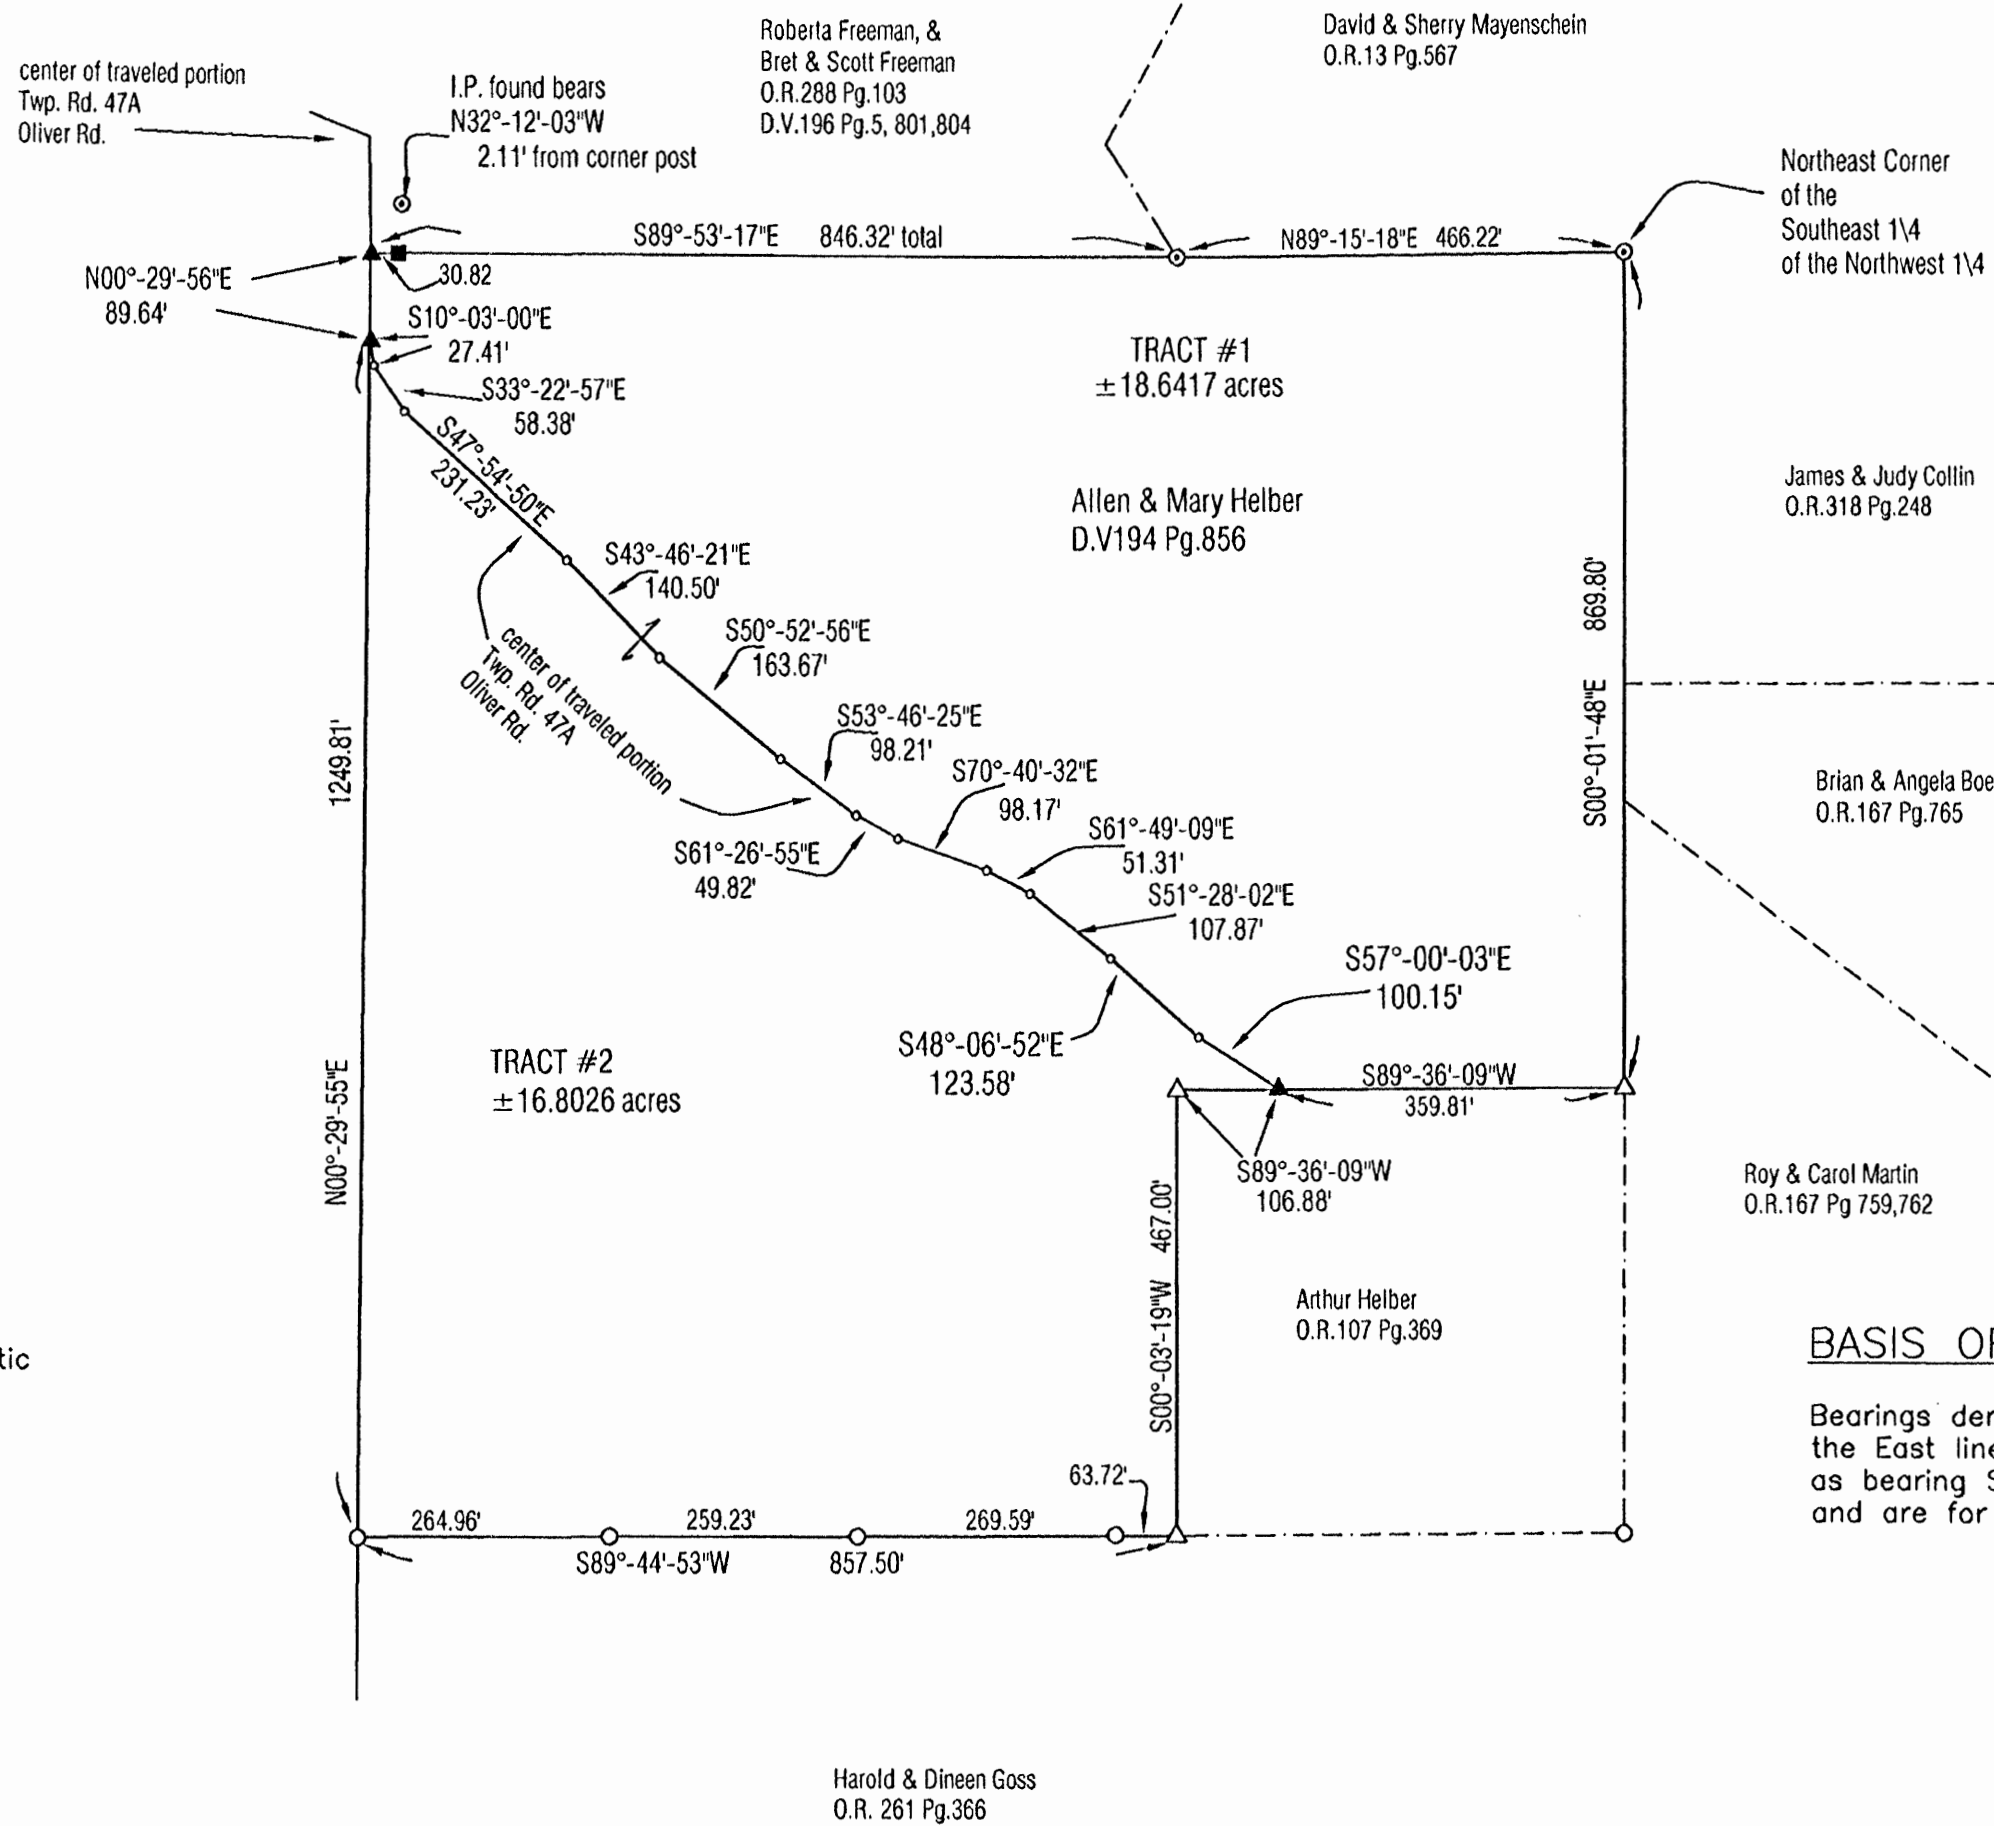 center of traveled portion
Twp. Rd. 47A
Oliver Rd.
I.P. found bears
N32°-12'-03"W
2.11' from corner post
Roberta Freeman, &
Bret & Scott Freeman
O.R.288 Pg.103
D.V.196 Pg.5, 801,804
David & Sherry Mayenschein
O.R.13 Pg.567
Northeast Corner
of the
Southeast 1\4
of the Northwest 1\4
S89°-53'-17"E 846.32' total
N89°-15'-18"E 466.22'
30.82
N00°-29'-56"E
89.64'
S10°-03'-00"E
27.41'
S33°-22'-57"E
58.38'
S47°-54'-50"E
231.23'
TRACT #1
±18.6417 acres
Allen & Mary Helber
D.V194 Pg.856
James & Judy Collin
O.R.318 Pg.248
S43°-46'-21"E
140.50'
S50°-52'-56"E
163.67'
center of traveled portion
Twp. Rd. 47A
Oliver Rd.
S53°-46'-25"E
98.21'
S70°-40'-32"E
98.17'
S61°-49'-09"E
51.31'
S61°-26'-55"E
49.82'
S51°-28'-02"E
107.87'
S57°-00'-03"E
100.15'
S48°-06'-52"E
123.58'
S00°-01'-48"E 869.80'
Brian & Angela Boe
O.R.167 Pg.765
N00°-29'-55"E 1249.81'
TRACT #2
±16.8026 acres
S89°-36'-09"W
359.81'
S89°-36'-09"W
106.88'
Roy & Carol Martin
O.R.167 Pg 759,762
S00°-03'-19"W 467.00'
Arthur Helber
O.R.107 Pg.369
tic
BASIS OF
Bearings der
the East line
as bearing S
and are for
63.72'
264.96' 259.23' 269.59'
S89°-44'-53"W 857.50'
Harold & Dineen Goss
O.R. 261 Pg.366